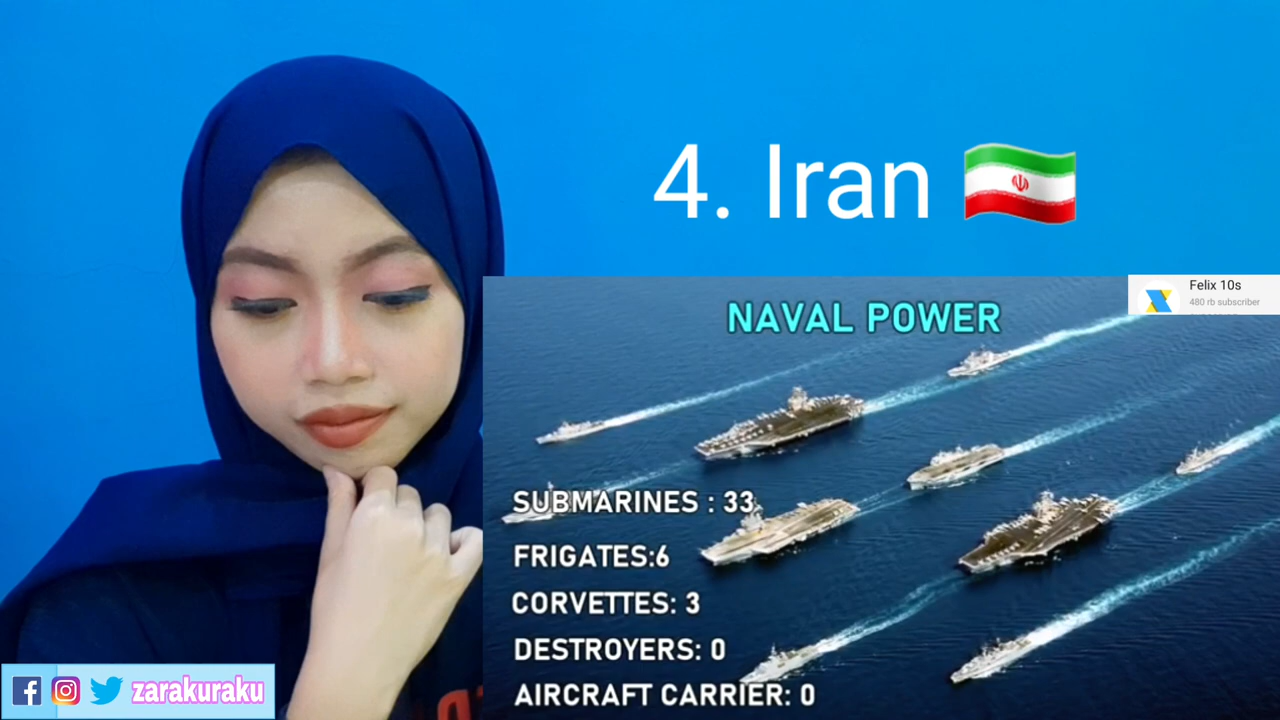 4. Iran
Felix 10s
480 rb subscriber
NAVAL POWER
SUBMARINES : 33
FRIGATES:6
CORVETTES: 3
DESTROYERS: 0
AIRCRAFT CARRIER: 0
zarakuraku